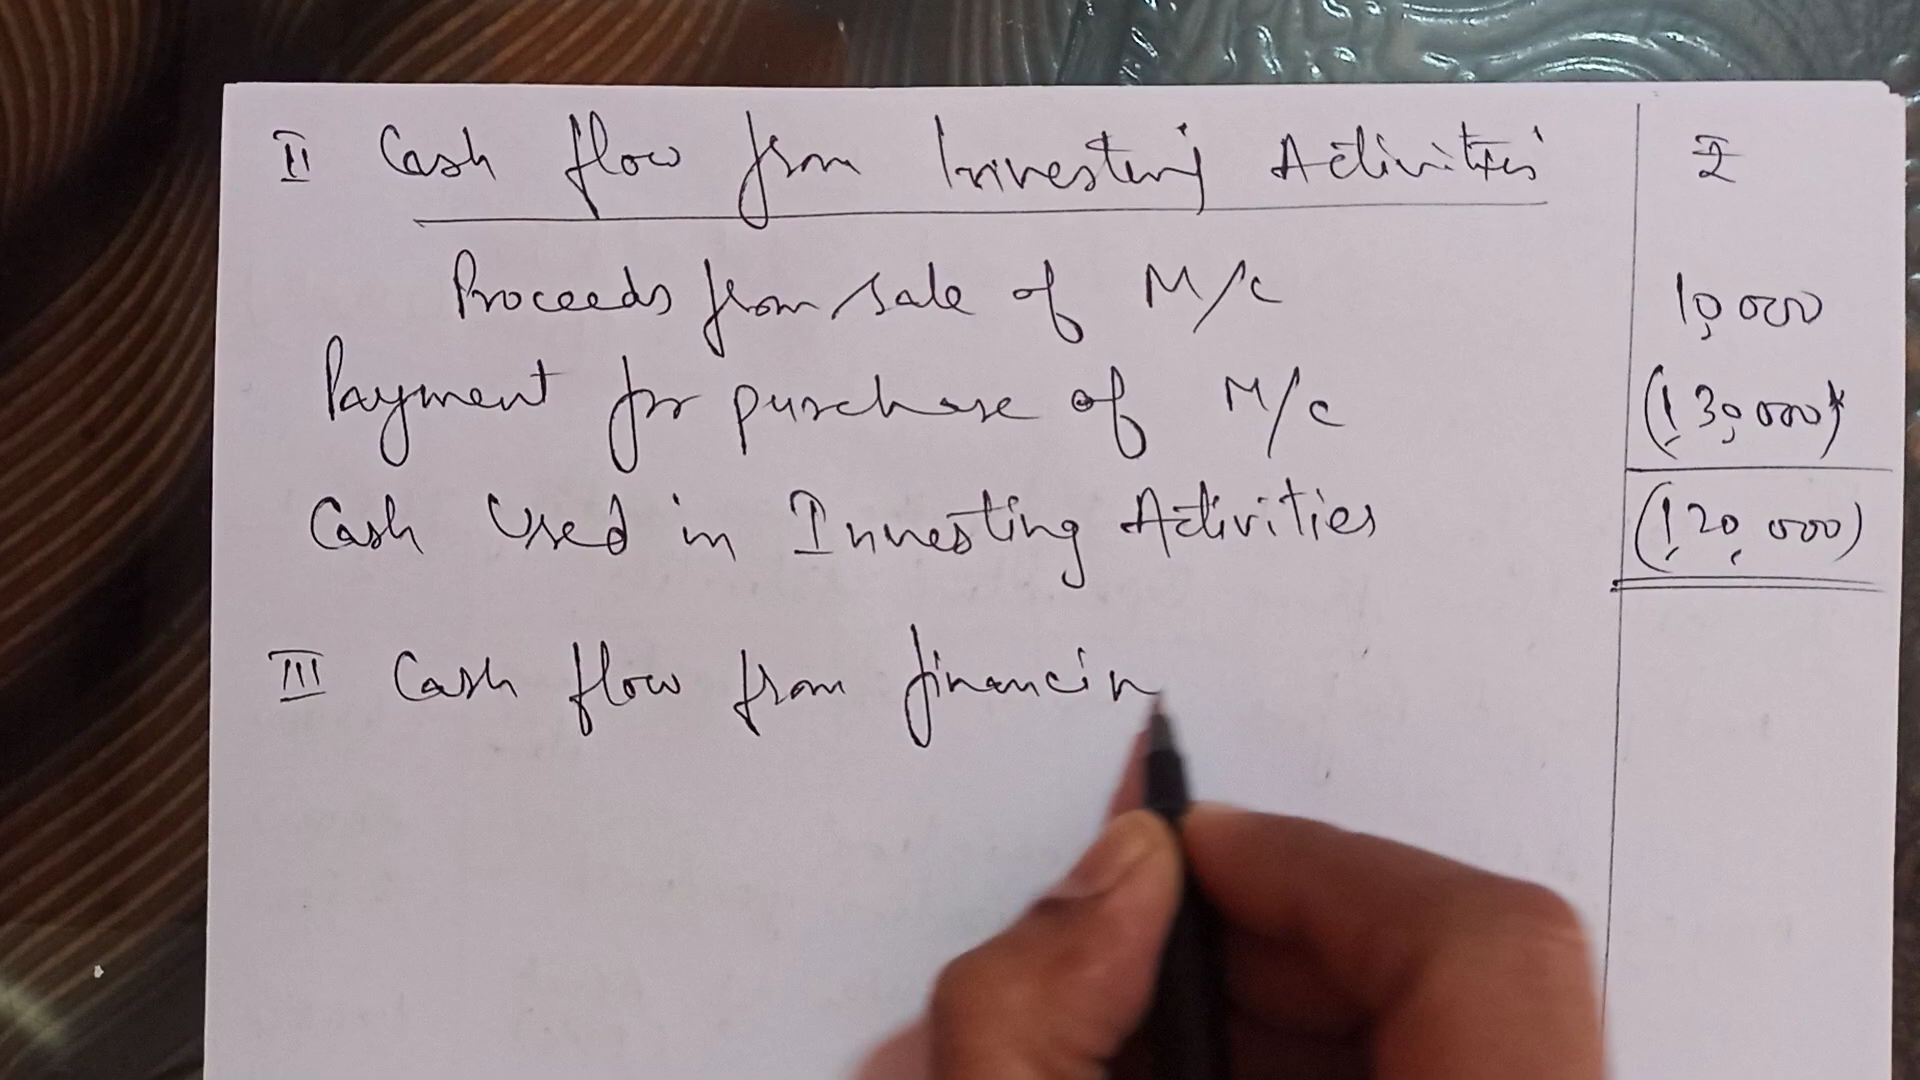 II Cash flow from Investing Activities ₹
Proceeds from sale of M/c 10,000
Payment for purchase of M/c (1,30,000)*
Cash Used in Investing Activities (1,20,000)
III Cash flow from financin